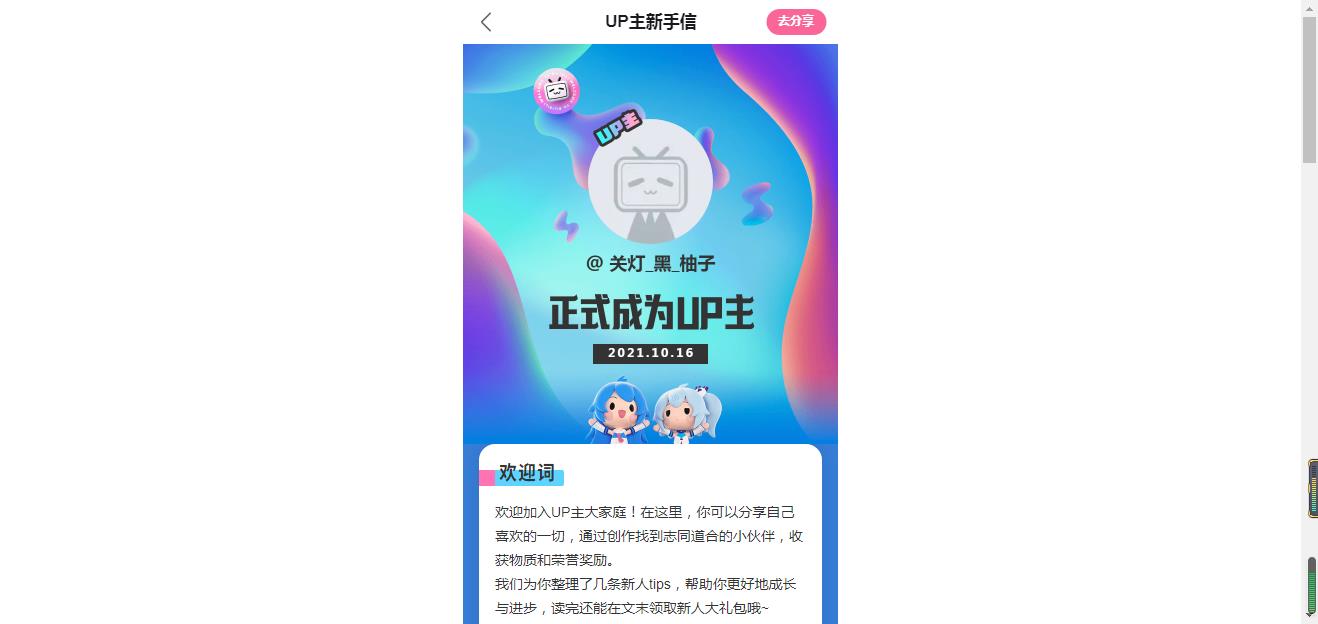 UP主新手信
去分享
UP主
@ 关灯_黑_柚子
正式成为UP主
2021.10.16
欢迎词
欢迎加入UP主大家庭！在这里，你可以分享自己
喜欢的一切，通过创作找到志同道合的小伙伴，收
获物质和荣誉奖励。
我们为你整理了几条新人tips，帮助你更好地成长
与进步，读完还能在文末领取新人大礼包哦~